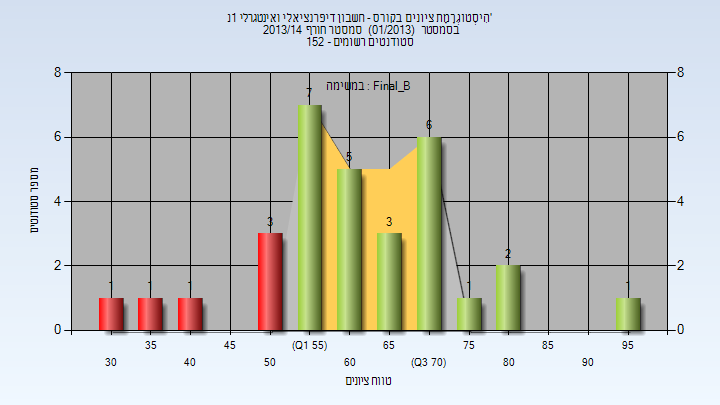 'הִיסְטוֹגְרָמַת ציונים בקורס - חשבון דיפרנציאלי ואינטגרלי 1נ
בסמסטר (01/2013) סמסטר חורף 2013/14
סטודנטים רשומים - 152
במשימה : Final_B
8 8
6 6
4 4
2 2
0 0
1 1 1 3 7 5 3 6 1 2 1
מספר סטודנטים
35 45 (Q1 55) 65 75 85 95
30 40 50 60 (Q3 70) 80 90
טווח ציונים